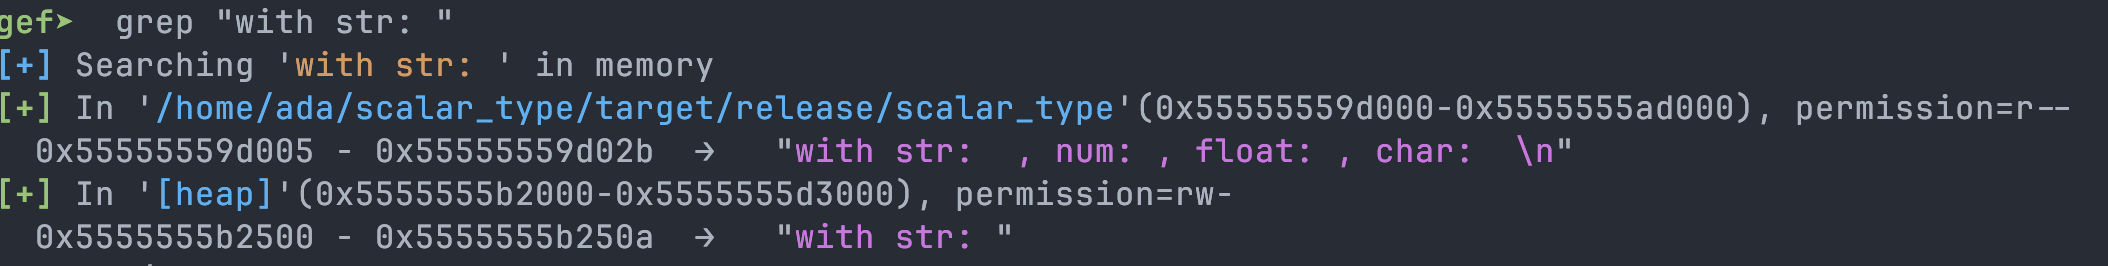 gef➤  grep "with str: "
[+] Searching 'with str: ' in memory
[+] In '/home/ada/scalar_type/target/release/scalar_type'(0x55555559d000-0x5555555ad000), permission=r--
  0x55555559d005 - 0x55555559d02b  →   "with str:  , num: , float: , char:  \n"
[+] In '[heap]'(0x5555555b2000-0x5555555d3000), permission=rw-
  0x5555555b2500 - 0x5555555b250a  →   "with str: "